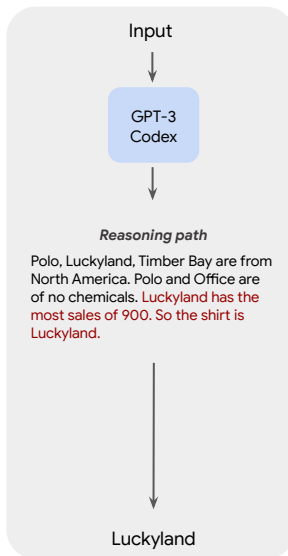 Input
GPT-3
Codex
Reasoning path
Polo, Luckyland, Timber Bay are from
North America. Polo and Office are
of no chemicals. Luckyland has the
most sales of 900. So the shirt is
Luckyland.
Luckyland